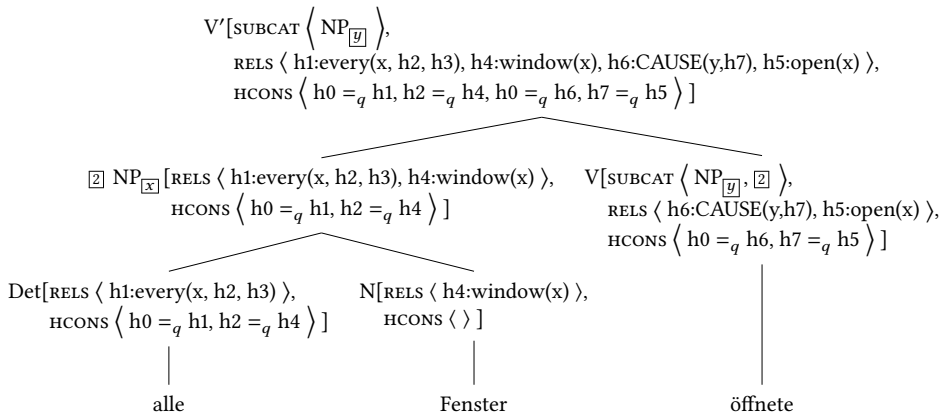 V′[SUBCAT ⟨ NP[y] ⟩,
RELS ⟨ h1:every(x, h2, h3), h4:window(x), h6:CAUSE(y,h7), h5:open(x) ⟩,
HCONS ⟨ h0 =q h1, h2 =q h4, h0 =q h6, h7 =q h5 ⟩ ]
[2] NP[x] [RELS ⟨ h1:every(x, h2, h3), h4:window(x) ⟩,
HCONS ⟨ h0 =q h1, h2 =q h4 ⟩ ]
V[SUBCAT ⟨ NP[y], [2] ⟩,
RELS ⟨ h6:CAUSE(y,h7), h5:open(x) ⟩,
HCONS ⟨ h0 =q h6, h7 =q h5 ⟩ ]
Det[RELS ⟨ h1:every(x, h2, h3) ⟩,
HCONS ⟨ h0 =q h1, h2 =q h4 ⟩ ]
N[RELS ⟨ h4:window(x) ⟩,
HCONS ⟨ ⟩ ]
alle Fenster öffnete